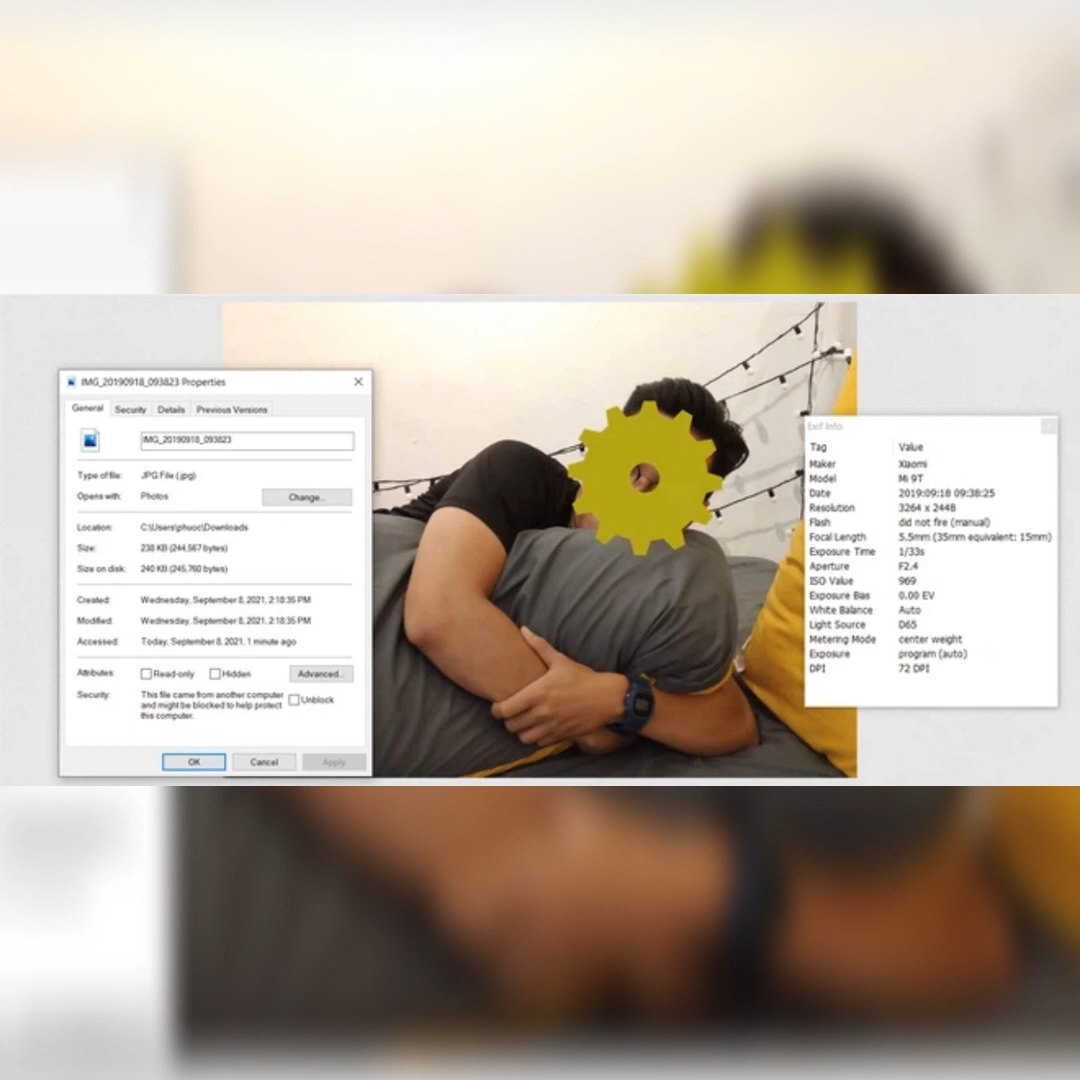 IMG_20190918_093823 Properties
General Security Details Previous Versions
IMG_20190918_093823
Type of file: JPG File (.jpg)
Opens with: Photos Change...
Location: C:\Users\phuoc\Downloads
Size: 238 KB (244,567 bytes)
Size on disk: 240 KB (245,760 bytes)
Created: Wednesday, September 8, 2021, 2:18:35 PM
Modified: Wednesday, September 8, 2021, 2:18:35 PM
Accessed: Today, September 8, 2021, 1 minute ago
Attributes: Read-only Hidden Advanced...
Security: This file came from another computer
and might be blocked to help protect
this computer.
Unblock
OK Cancel Apply
Exif Info
Tag Value
Maker Xiaomi
Model Mi 9T
Date 2019:09:18 09:38:25
Resolution 3264 x 2448
Flash did not fire (manual)
Focal Length 5.5mm (35mm equivalent: 15mm)
Exposure Time 1/33s
Aperture F2.4
ISO Value 969
Exposure Bias 0.00 EV
White Balance Auto
Light Source D65
Metering Mode center weight
Exposure program (auto)
DPI 72 DPI